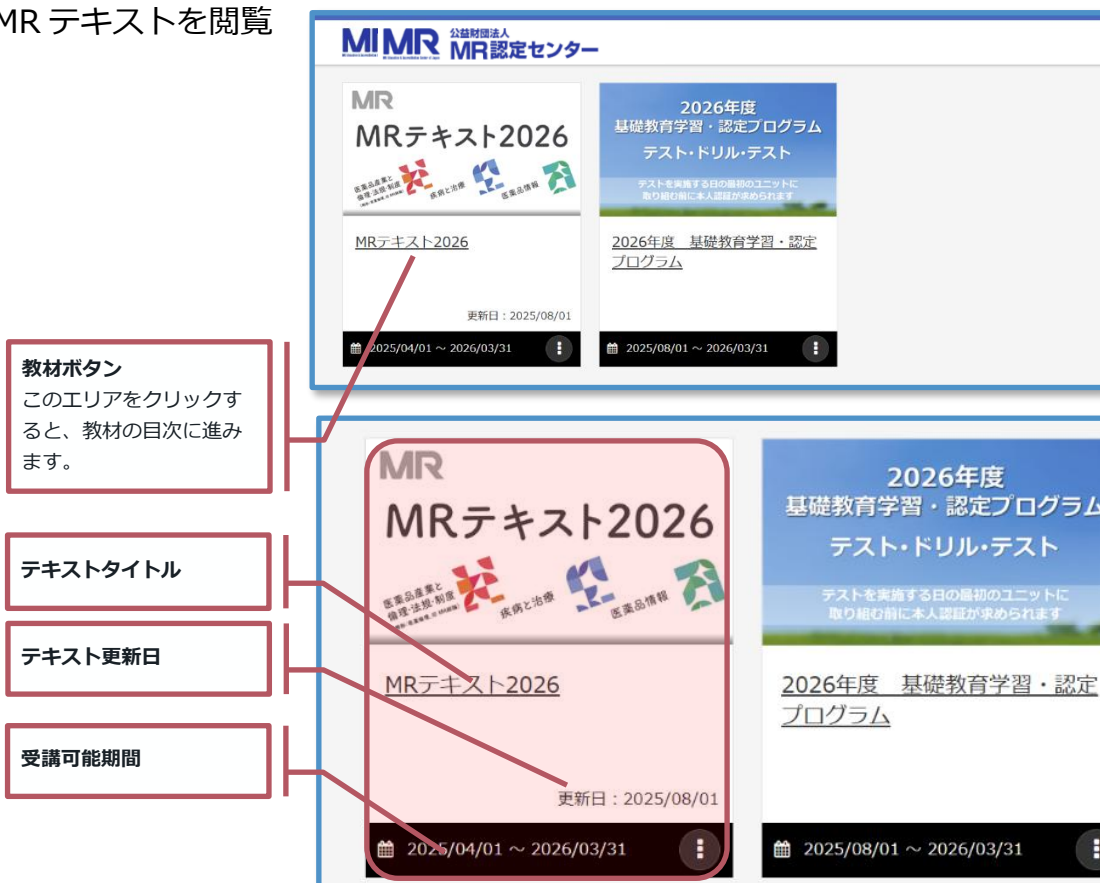 MR テキストを閲覧
MIMR 公益財団法人
MR認定センター
MR
MRテキスト2026
医薬品産業と
倫理・法規・制度
疾病と治療
医薬品情報
MRテキスト2026
更新日：2025/08/01
2025/04/01 ～ 2026/03/31
2026年度
基礎教育学習・認定プログラム
テスト・ドリル・テスト
テストを実施する日の最初のユニットに
取り組む前に本人認証が求められます
2026年度　基礎教育学習・認定
プログラム
2025/08/01 ～ 2026/03/31
教材ボタン
このエリアをクリックす
ると、教材の目次に進み
ます。
テキストタイトル
テキスト更新日
受講可能期間
MR
MRテキスト2026
医薬品産業と
倫理・法規・制度
疾病と治療
医薬品情報
MRテキスト2026
更新日：2025/08/01
2025/04/01 ～ 2026/03/31
2026年度
基礎教育学習・認定プログラム
テスト・ドリル・テスト
テストを実施する日の最初のユニットに
取り組む前に本人認証が求められます
2026年度　基礎教育学習・認定
プログラム
2025/08/01 ～ 2026/03/31